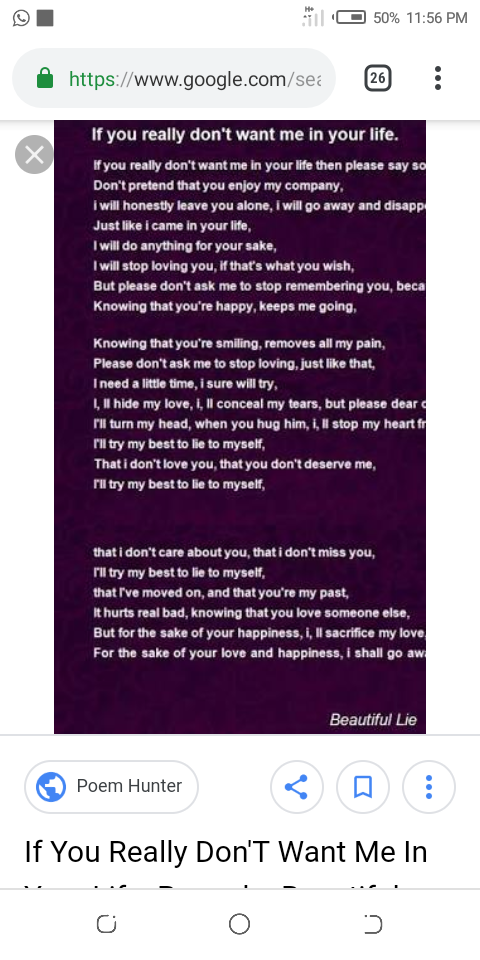 H+
50% 11:56 PM
https://www.google.com/sea
26
If you really don't want me in your life.
If you really don't want me in your life then please say so
Don't pretend that you enjoy my company,
i will honestly leave you alone, i will go away and disapp
Just like i came in your life,
I will do anything for your sake,
I will stop loving you, if that's what you wish,
But please don't ask me to stop remembering you, beca
Knowing that you're happy, keeps me going,
Knowing that you're smiling, removes all my pain,
Please don't ask me to stop loving, just like that,
I need a little time, i sure will try,
I, ll hide my love, i, ll conceal my tears, but please dear
I'll turn my head, when you hug him, i, ll stop my heart fr
I'll try my best to lie to myself,
That i don't love you, that you don't deserve me,
I'll try my best to lie to myself,
that i don't care about you, that i don't miss you,
I'll try my best to lie to myself,
that I've moved on, and that you're my past,
It hurts real bad, knowing that you love someone else,
But for the sake of your happiness, i, ll sacrifice my love,
For the sake of your love and happiness, i shall go aw
Beautiful Lie
Poem Hunter
If You Really Don'T Want Me In